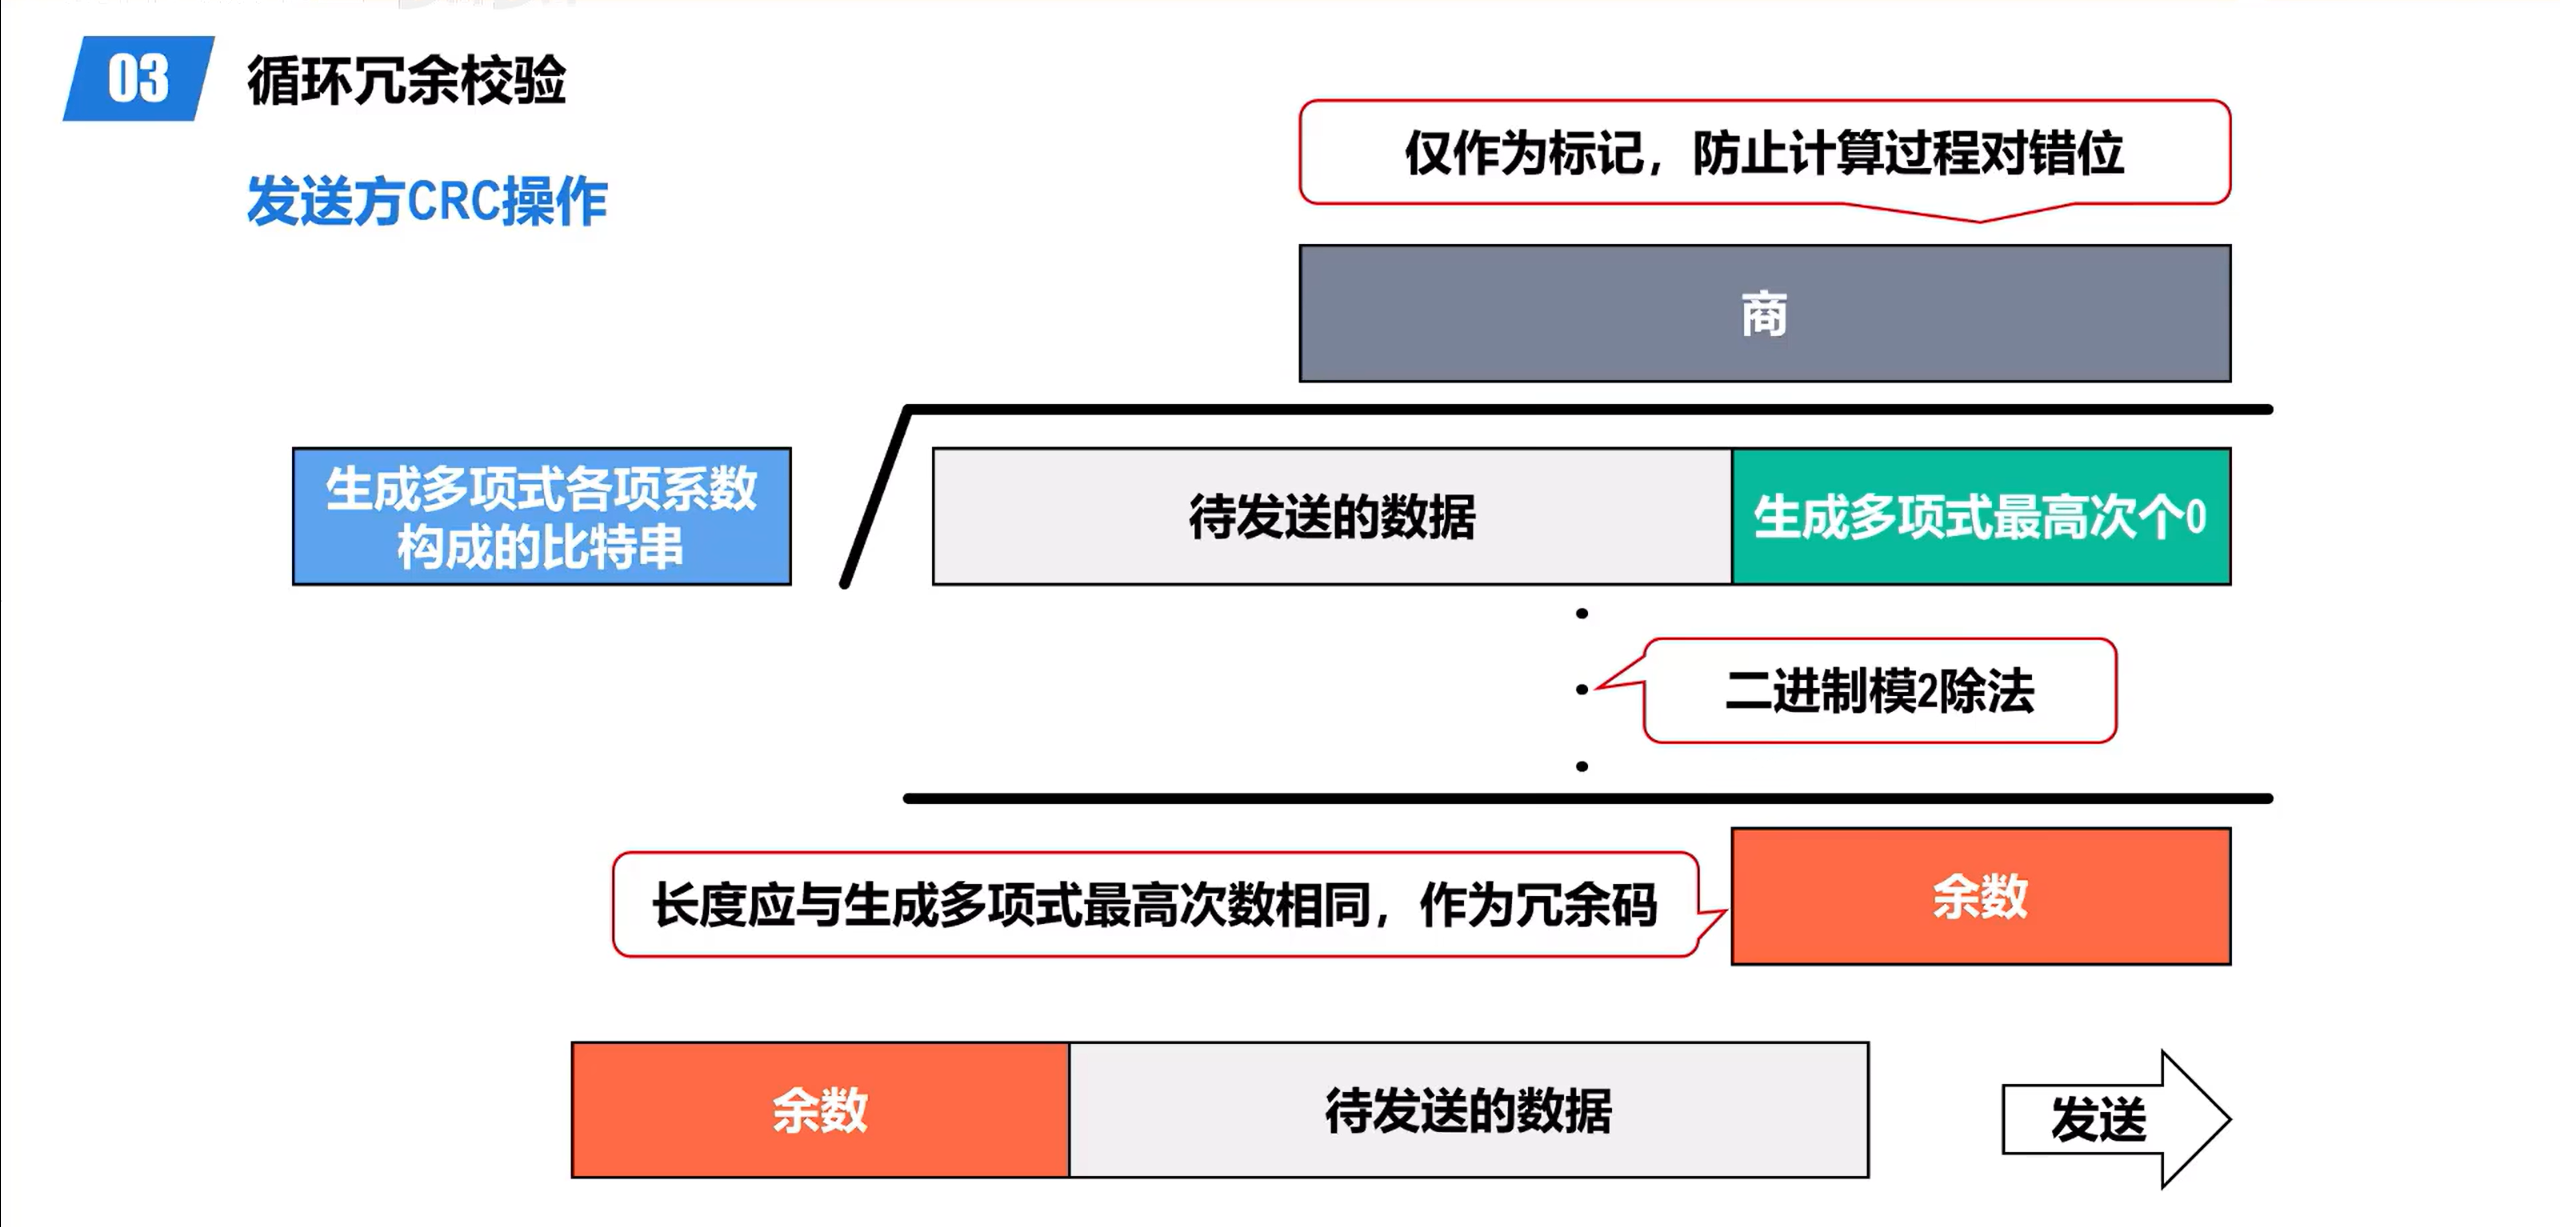 03
循环冗余校验
发送方CRC操作
仅作为标记，防止计算过程对错位
商
生成多项式各项系数
构成的比特串
待发送的数据
生成多项式最高次个0
二进制模2除法
长度应与生成多项式最高次数相同，作为冗余码
余数
余数
待发送的数据
发送